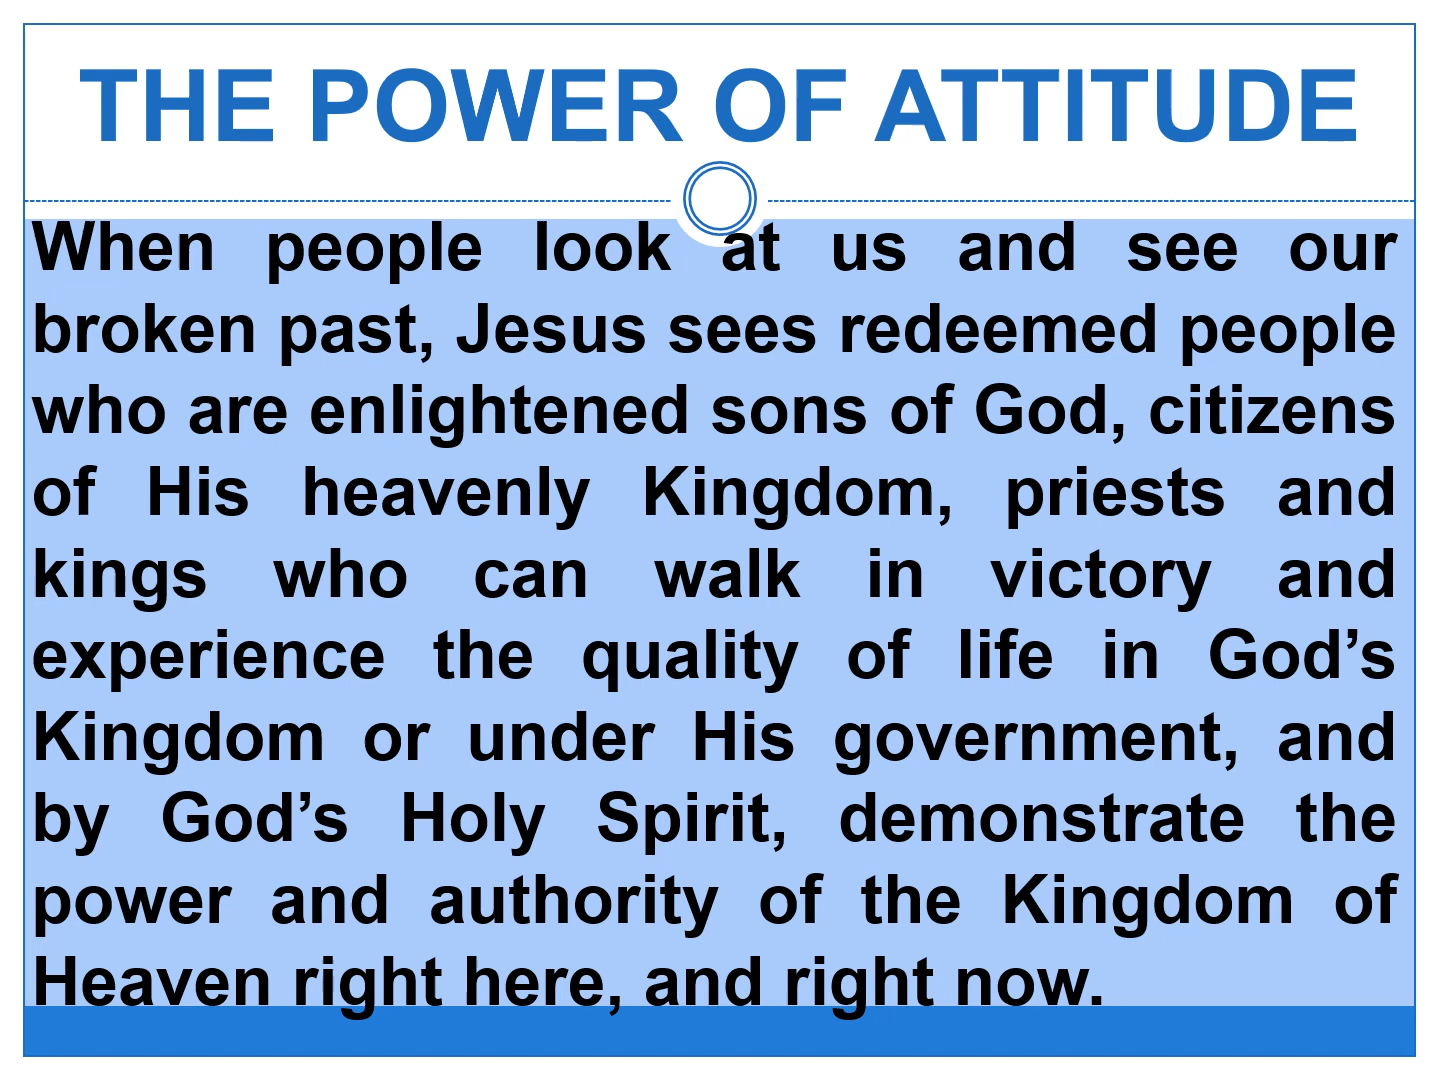 THE POWER OF ATTITUDE
When people look at us and see our
broken past, Jesus sees redeemed people
who are enlightened sons of God, citizens
of His heavenly Kingdom, priests and
kings who can walk in victory and
experience the quality of life in God’s
Kingdom or under His government, and
by God’s Holy Spirit, demonstrate the
power and authority of the Kingdom of
Heaven right here, and right now.